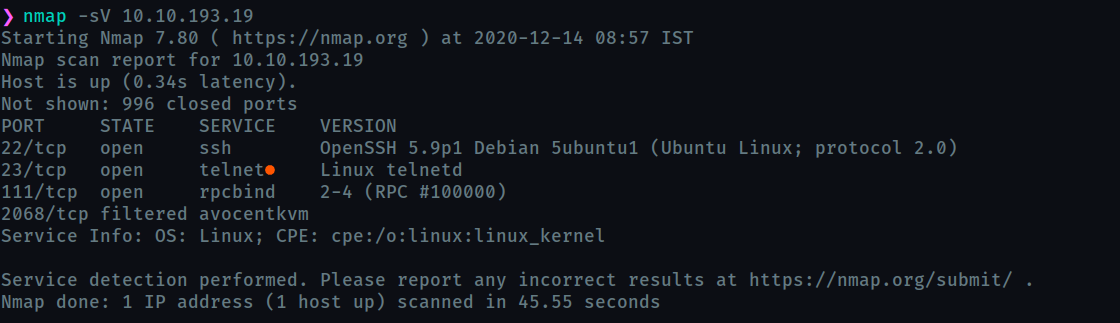 ❯ nmap -sV 10.10.193.19
Starting Nmap 7.80 ( https://nmap.org ) at 2020-12-14 08:57 IST
Nmap scan report for 10.10.193.19
Host is up (0.34s latency).
Not shown: 996 closed ports
PORT     STATE    SERVICE    VERSION
22/tcp   open     ssh        OpenSSH 5.9p1 Debian 5ubuntu1 (Ubuntu Linux; protocol 2.0)
23/tcp   open     telnet     Linux telnetd
111/tcp  open     rpcbind    2-4 (RPC #100000)
2068/tcp filtered avocentkvm
Service Info: OS: Linux; CPE: cpe:/o:linux:linux_kernel
Service detection performed. Please report any incorrect results at https://nmap.org/submit/ .
Nmap done: 1 IP address (1 host up) scanned in 45.55 seconds